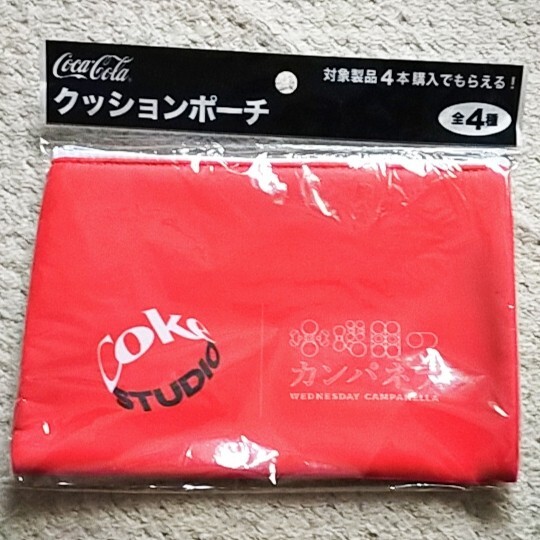 Coca-Cola
クッションポーチ
対象製品4本購入でもらえる!
全4種
Coke
STUDIO
カンパネラ
WEDNESDAY CAMPANELLA